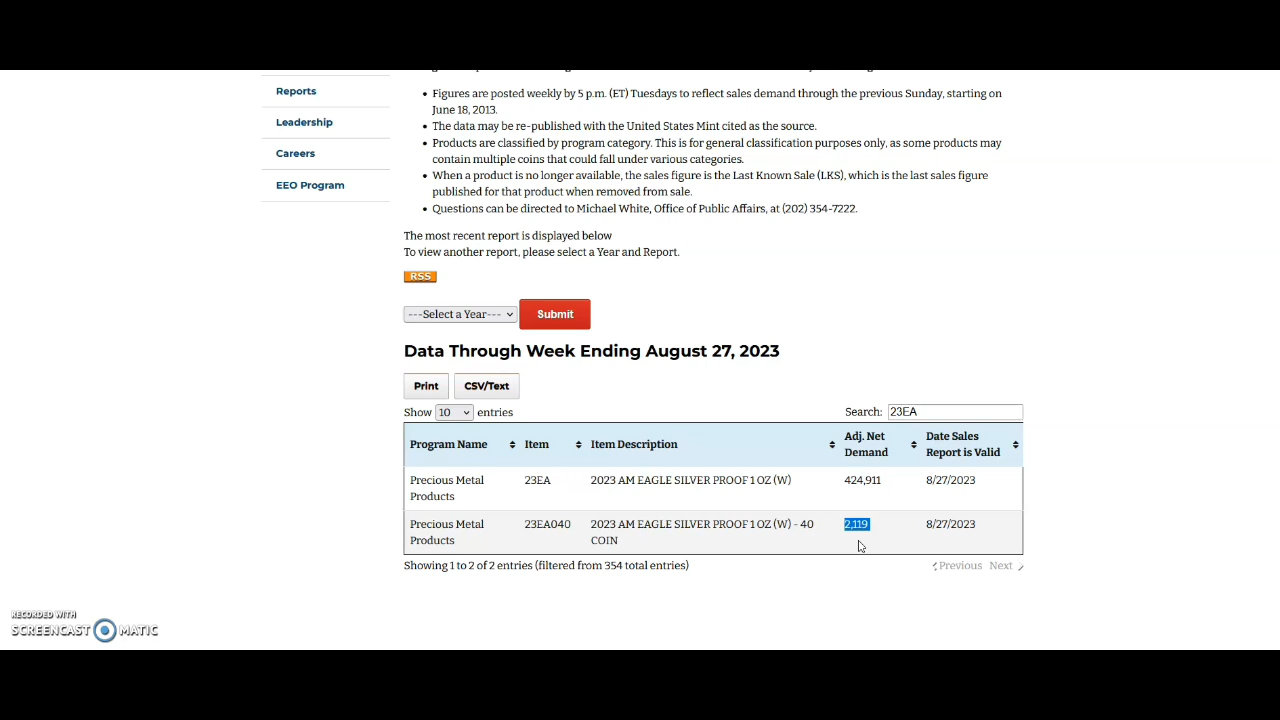 Reports
Leadership
Careers
EEO Program
Figures are posted weekly by 5 p.m. (ET) Tuesdays to reflect sales demand through the previous Sunday, starting on
June 18, 2013.
The data may be re-published with the United States Mint cited as the source.
Products are classified by program category. This is for general classification purposes only, as some products may
contain multiple coins that could fall under various categories.
When a product is no longer available, the sales figure is the Last Known Sale (LKS), which is the last sales figure
published for that product when removed from sale.
Questions can be directed to Michael White, Office of Public Affairs, at (202) 354-7222.
The most recent report is displayed below
To view another report, please select a Year and Report.
RSS
---Select a Year--- Submit
Data Through Week Ending August 27, 2023
Print CSV/Text
Show 10 entries Search: 23EA
Program Name Item Item Description Adj. Net Demand Date Sales Report is Valid
Precious Metal Products 23EA 2023 AM EAGLE SILVER PROOF 1 OZ (W) 424,911 8/27/2023
Precious Metal Products 23EA040 2023 AM EAGLE SILVER PROOF 1 OZ (W) - 40 COIN 2,119 8/27/2023
Showing 1 to 2 of 2 entries (filtered from 354 total entries) Previous Next
RECORDED WITH
SCREENCAST MATIC